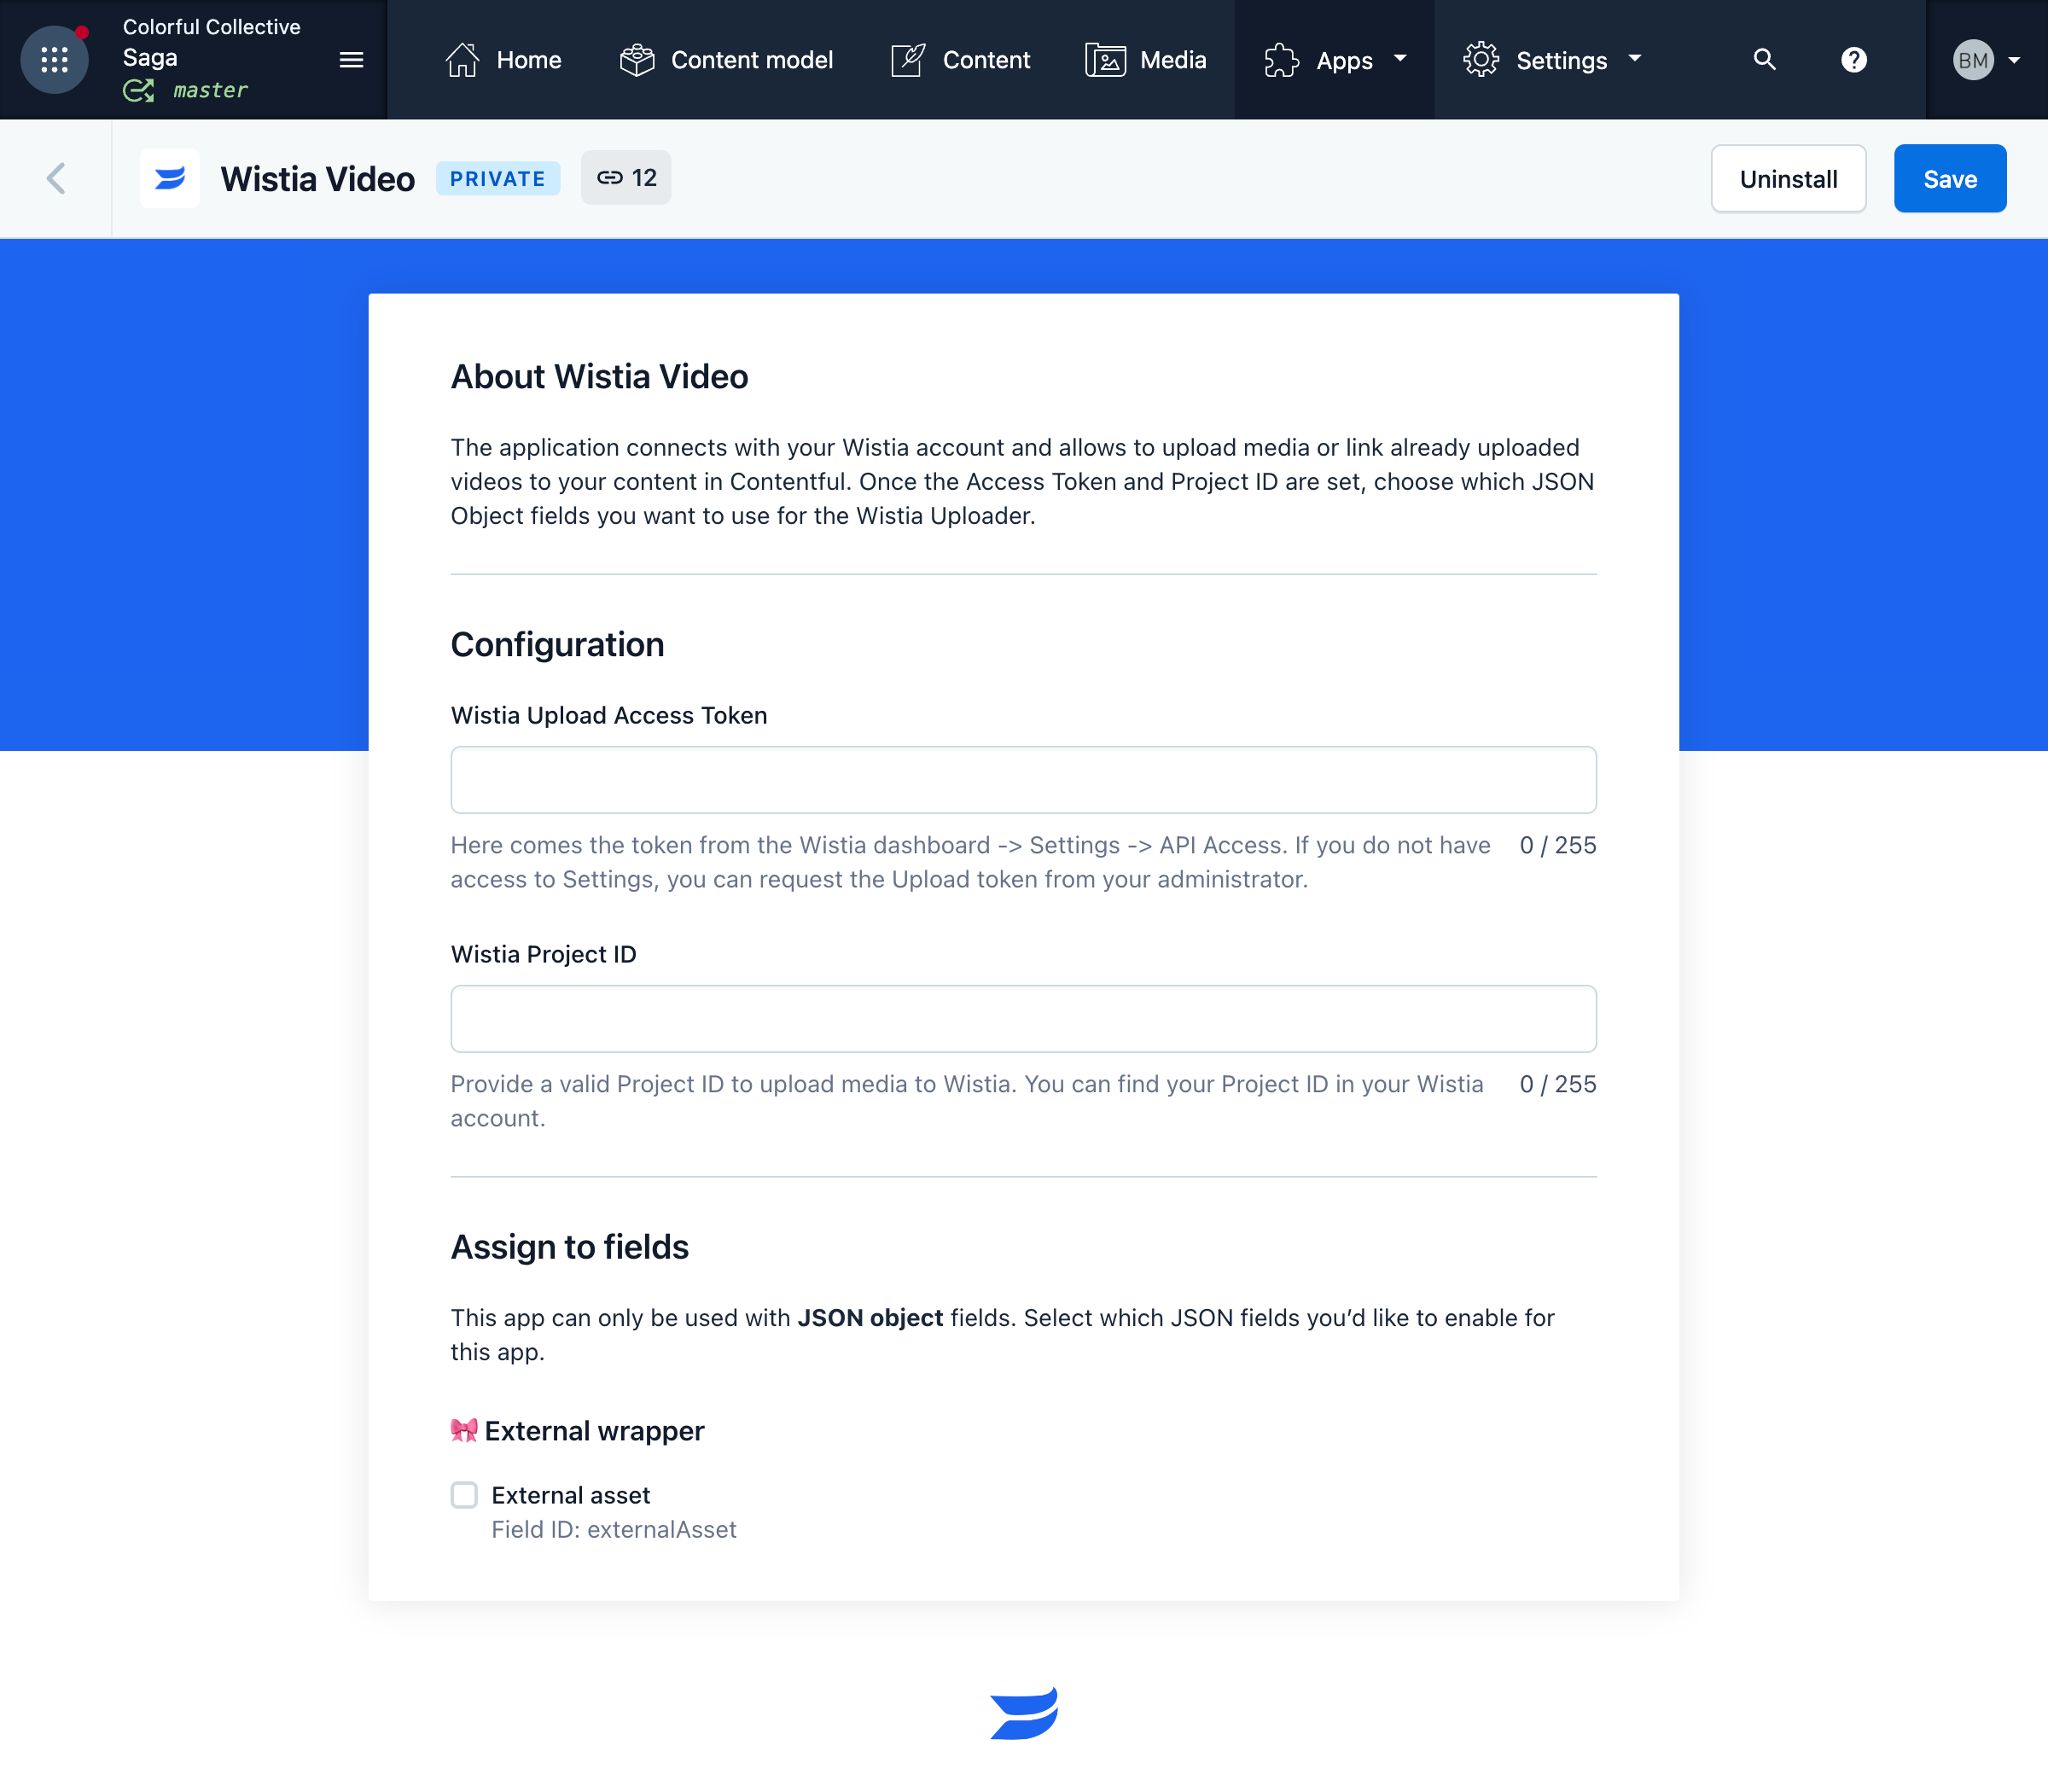 Colorful Collective
Saga
master
Home
Content model
Content
Media
Apps
Settings
BM
Wistia Video
PRIVATE
12
Uninstall
Save
About Wistia Video
The application connects with your Wistia account and allows to upload media or link already uploaded
videos to your content in Contentful. Once the Access Token and Project ID are set, choose which JSON
Object fields you want to use for the Wistia Uploader.
Configuration
Wistia Upload Access Token
Here comes the token from the Wistia dashboard -> Settings -> API Access. If you do not have
access to Settings, you can request the Upload token from your administrator.
0 / 255
Wistia Project ID
Provide a valid Project ID to upload media to Wistia. You can find your Project ID in your Wistia
account.
0 / 255
Assign to fields
This app can only be used with JSON object fields. Select which JSON fields you’d like to enable for
this app.
🎀 External wrapper
External asset
Field ID: externalAsset